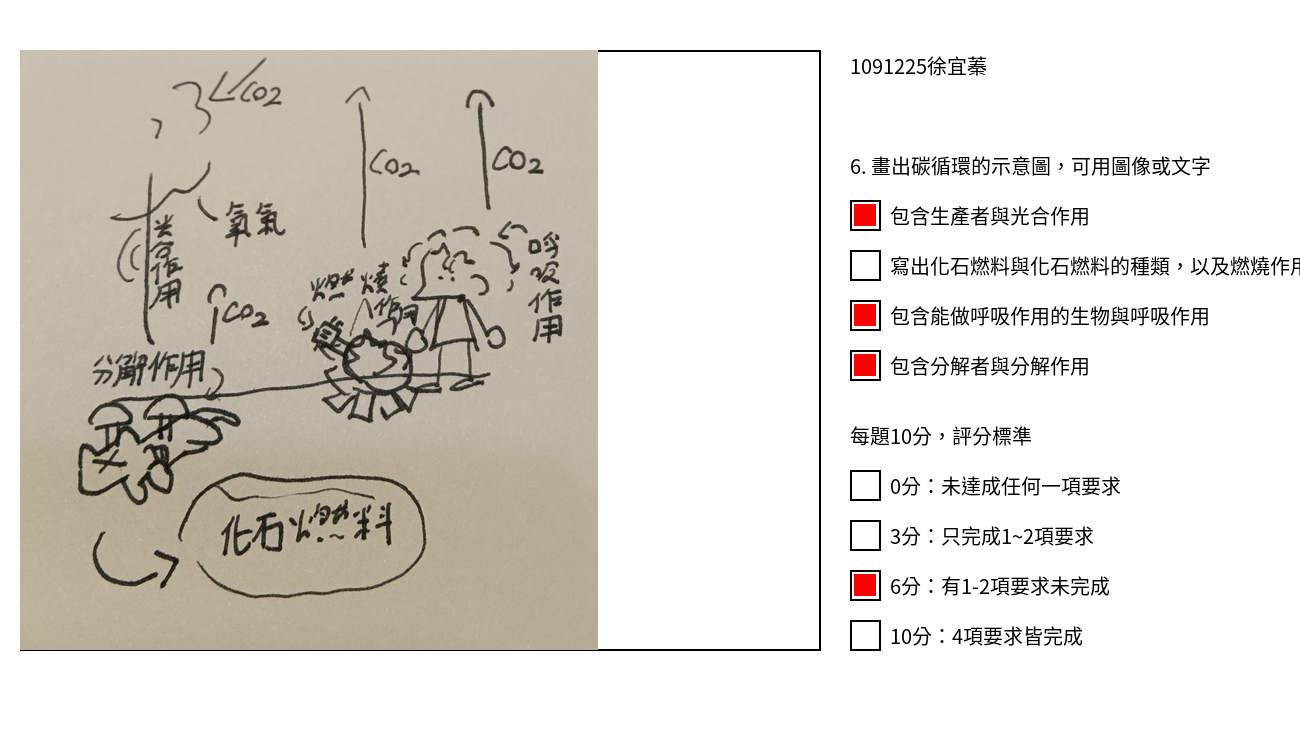 CO2
CO2
CO2
氧氣
光合作用
CO2
燃燒作用
呼吸作用
分解作用
化石燃料
1091225徐宜蓁
6. 畫出碳循環的示意圖，可用圖像或文字
包含生產者與光合作用
寫出化石燃料與化石燃料的種類，以及燃燒作用
包含能做呼吸作用的生物與呼吸作用
包含分解者與分解作用
每題10分，評分標準
0分：未達成任何一項要求
3分：只完成1~2項要求
6分：有1-2項要求未完成
10分：4項要求皆完成